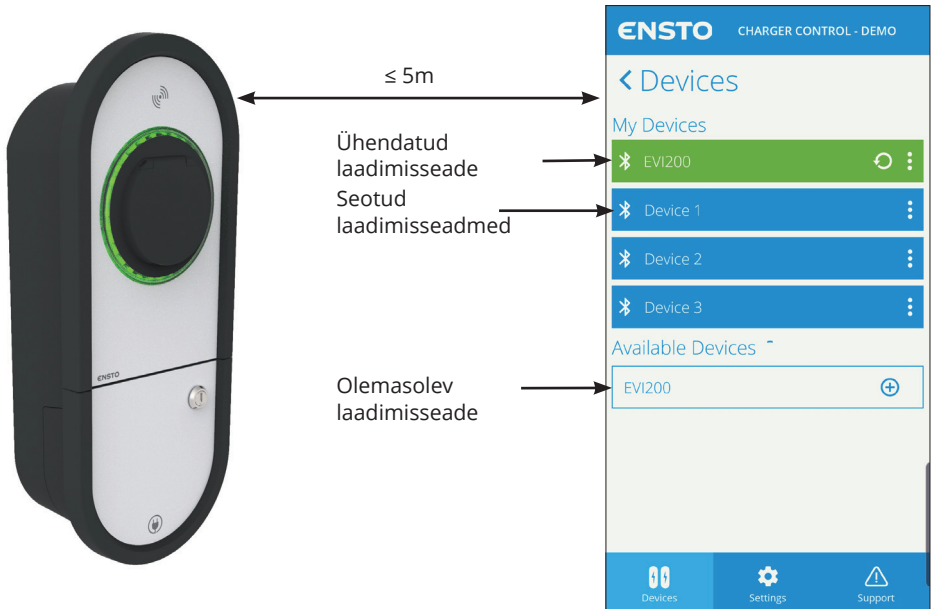 ≤ 5m
Ühendatud
laadimisseade
Seotud
laadimisseadmed
Olemasolev
laadimisseade
ENSTO
ENSTO CHARGER CONTROL - DEMO
Devices
My Devices
EVI200
Device 1
Device 2
Device 3
Available Devices
EVI200
Devices Settings Support